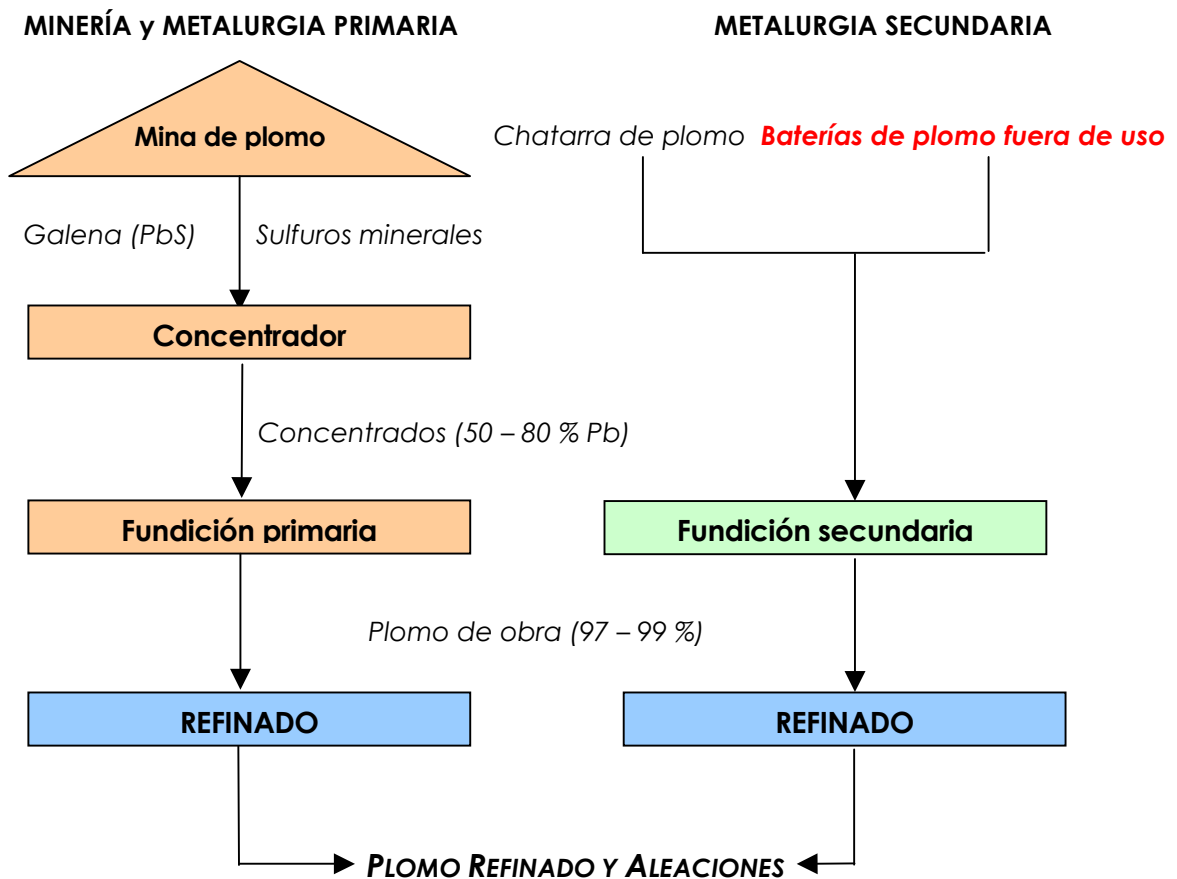 MINERÍA y METALURGIA PRIMARIA
METALURGIA SECUNDARIA
Mina de plomo
Chatarra de plomo Baterías de plomo fuera de uso
Galena (PbS) Sulfuros minerales
Concentrador
Concentrados (50 – 80 % Pb)
Fundición primaria
Fundición secundaria
Plomo de obra (97 – 99 %)
REFINADO
REFINADO
PLOMO REFINADO Y ALEACIONES